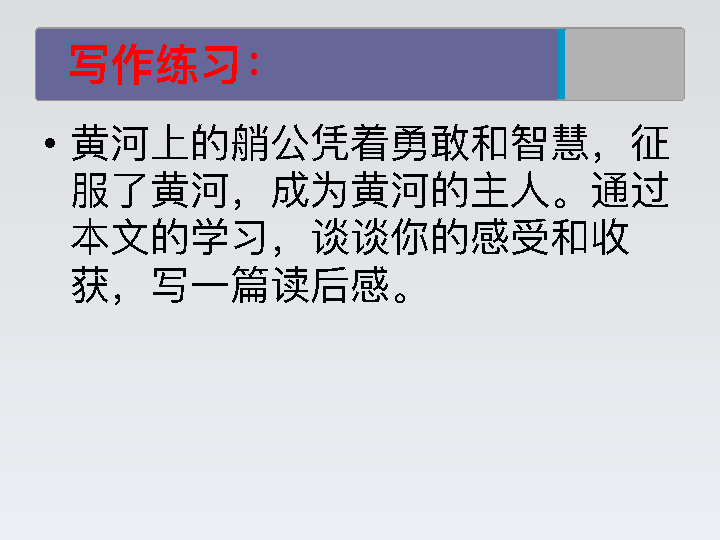 写作练习：
• 黄河上的艄公凭着勇敢和智慧，征
服了黄河，成为黄河的主人。通过
本文的学习，谈谈你的感受和收
获，写一篇读后感。